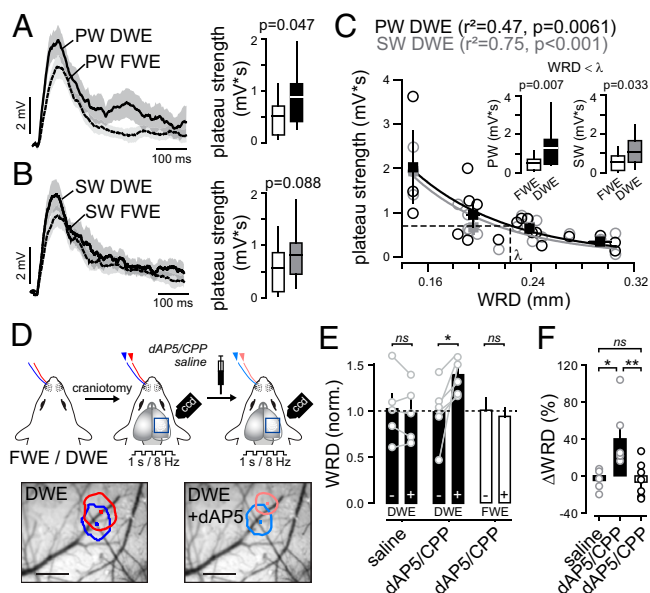 A
PW DWE
PW FWE
2 mV
100 ms
p=0.047
plateau strength
(mV*s)
2
1
0
B
SW DWE
SW FWE
2 mV
100 ms
p=0.088
plateau strength
(mV*s)
2
1
0
C
PW DWE (r²=0.47, p=0.0061)
SW DWE (r²=0.75, p<0.001)
WRD < λ
p=0.007
PW (mV*s)
4
2
0
FWE
DWE
p=0.033
SW (mV*s)
4
2
0
FWE
DWE
plateau strength (mV*s)
4
3
2
1
0
λ
0.16
0.24
0.32
WRD (mm)
D
dAP5/CPP
saline
craniotomy
FWE / DWE
1 s / 8 Hz
1 s / 8 Hz
DWE
DWE
+dAP5
E
ns
*
ns
WRD (norm.)
1.5
1.0
0.5
0
- + - + - +
DWE DWE FWE
saline
dAP5/CPP
dAP5/CPP
F
ns
* **
ΔWRD (%)
120
80
40
0
-40
saline
dAP5/CPP
dAP5/CPP